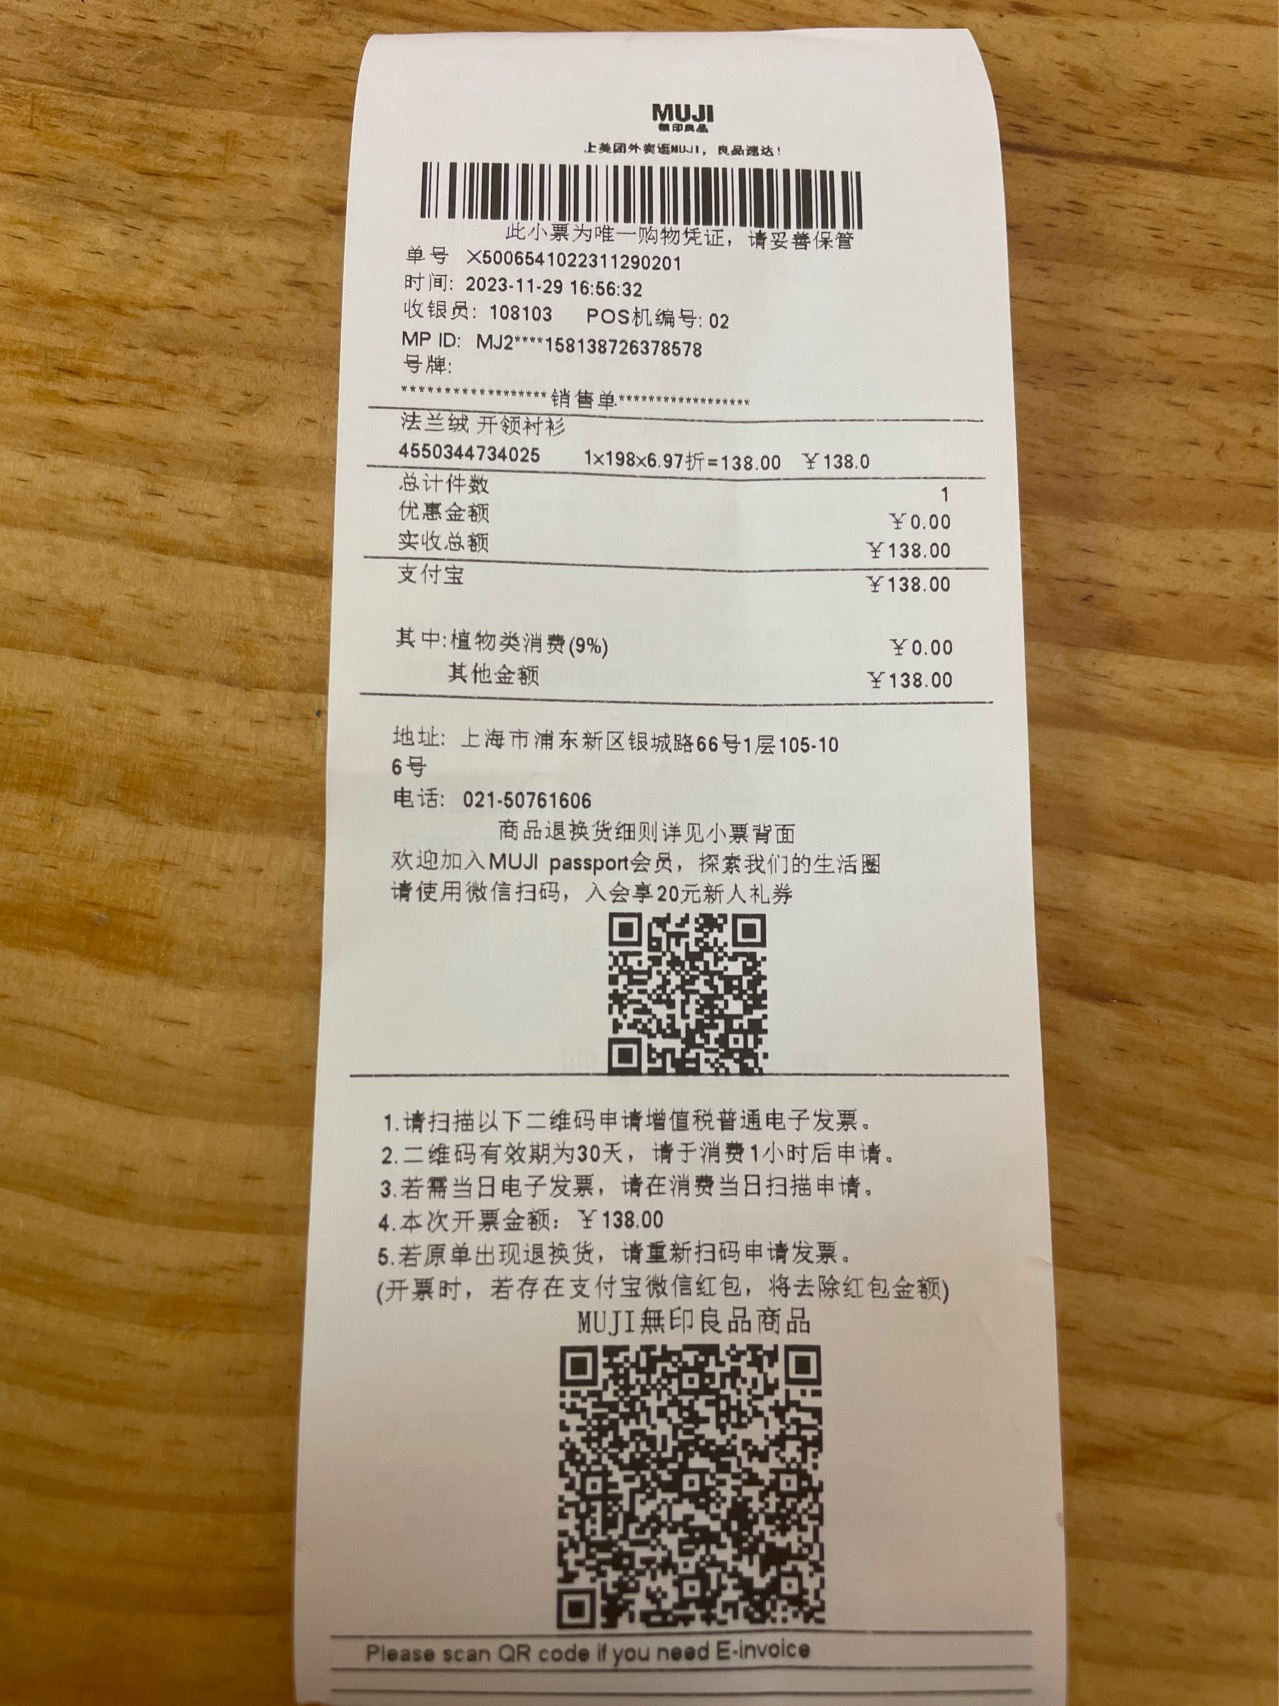 MUJI
無印良品
上美团外卖逛MUJI，良品速达！
此小票为唯一购物凭证，请妥善保管
单号 X5006541022311290201
时间: 2023-11-29 16:56:32
收银员: 108103 POS机编号: 02
MP ID: MJ2****158138726378578
号牌:
******************销售单******************
法兰绒 开领衬衫
4550344734025 1×198×6.97折=138.00 ￥138.0
总计件数 1
优惠金额 ￥0.00
实收总额 ￥138.00
支付宝 ￥138.00
其中:植物类消费(9%) ￥0.00
其他金额 ￥138.00
地址: 上海市浦东新区银城路66号1层105-10
6号
电话: 021-50761606
商品退换货细则详见小票背面
欢迎加入MUJI passport会员，探索我们的生活圈
请使用微信扫码，入会享20元新人礼券
1.请扫描以下二维码申请增值税普通电子发票。
2.二维码有效期为30天，请于消费1小时后申请。
3.若需当日电子发票，请在消费当日扫描申请。
4.本次开票金额: ￥138.00
5.若原单出现退换货，请重新扫码申请发票。
(开票时，若存在支付宝微信红包，将去除红包金额)
MUJI無印良品商品
Please scan QR code if you need E-invoice